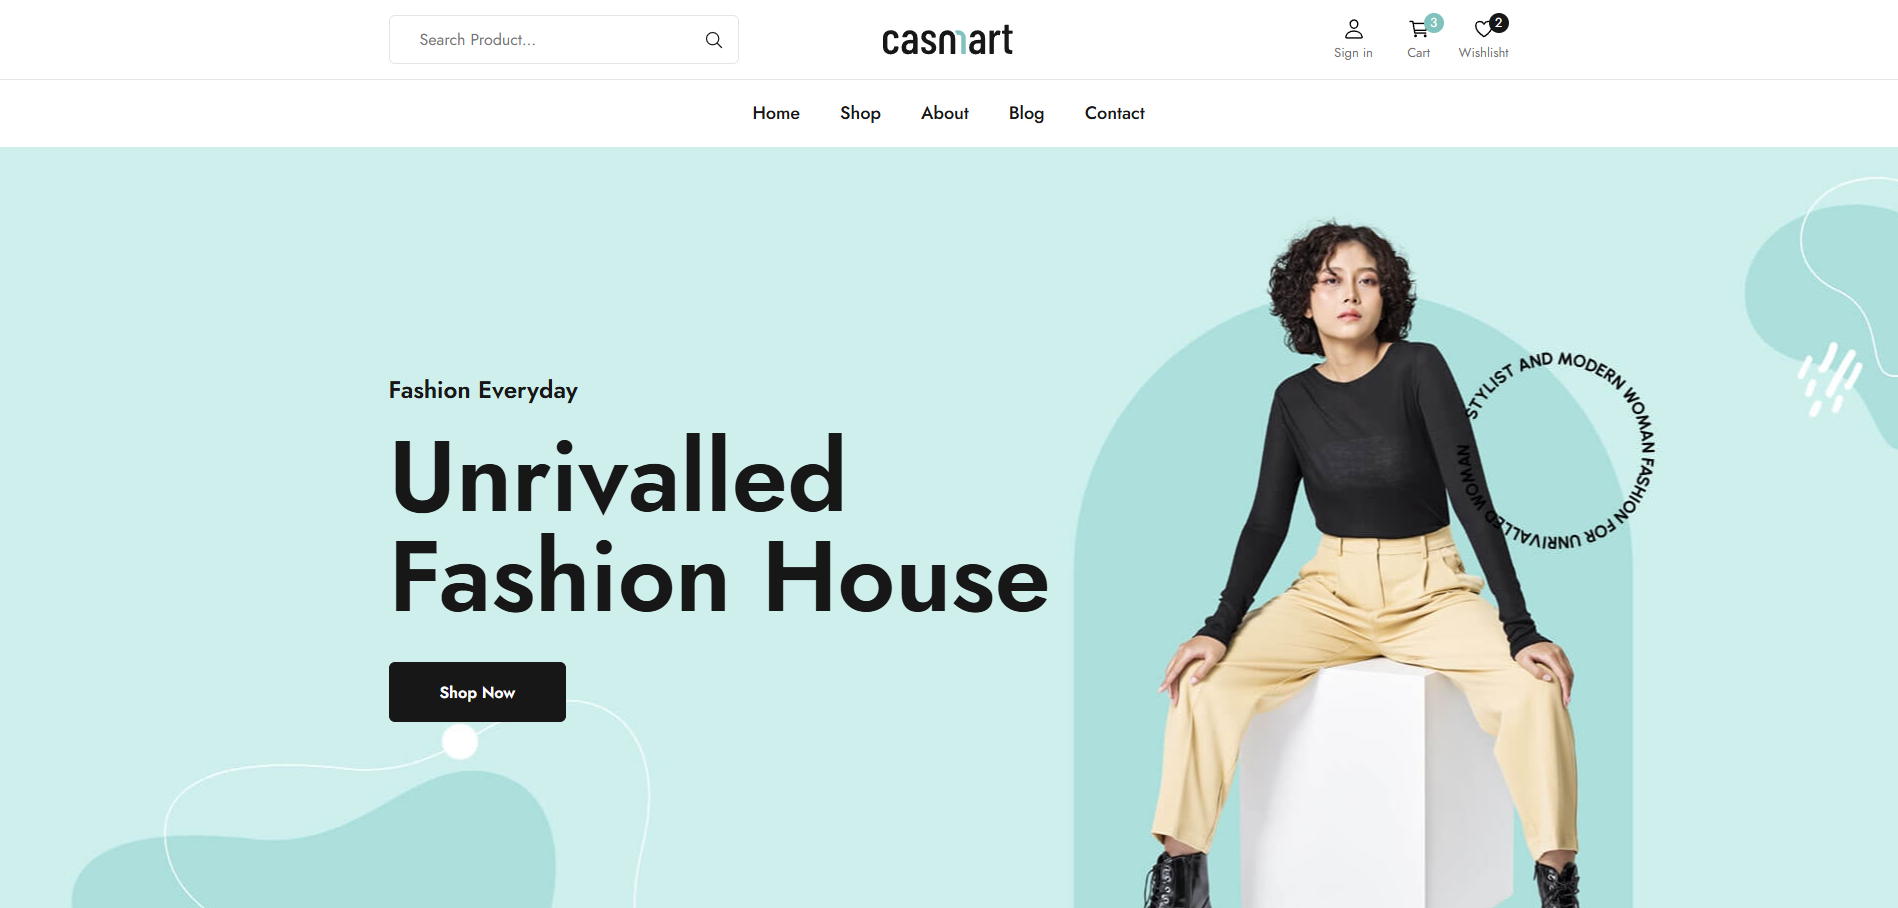 Search Product...
casmart
3
2
Sign in
Cart
Wishlisht
Home
Shop
About
Blog
Contact
Fashion Everyday
Unrivalled
Fashion House
Shop Now
STYLIST AND MODERN WOMAN FASHION FOR UNRIVALLED WOMAN